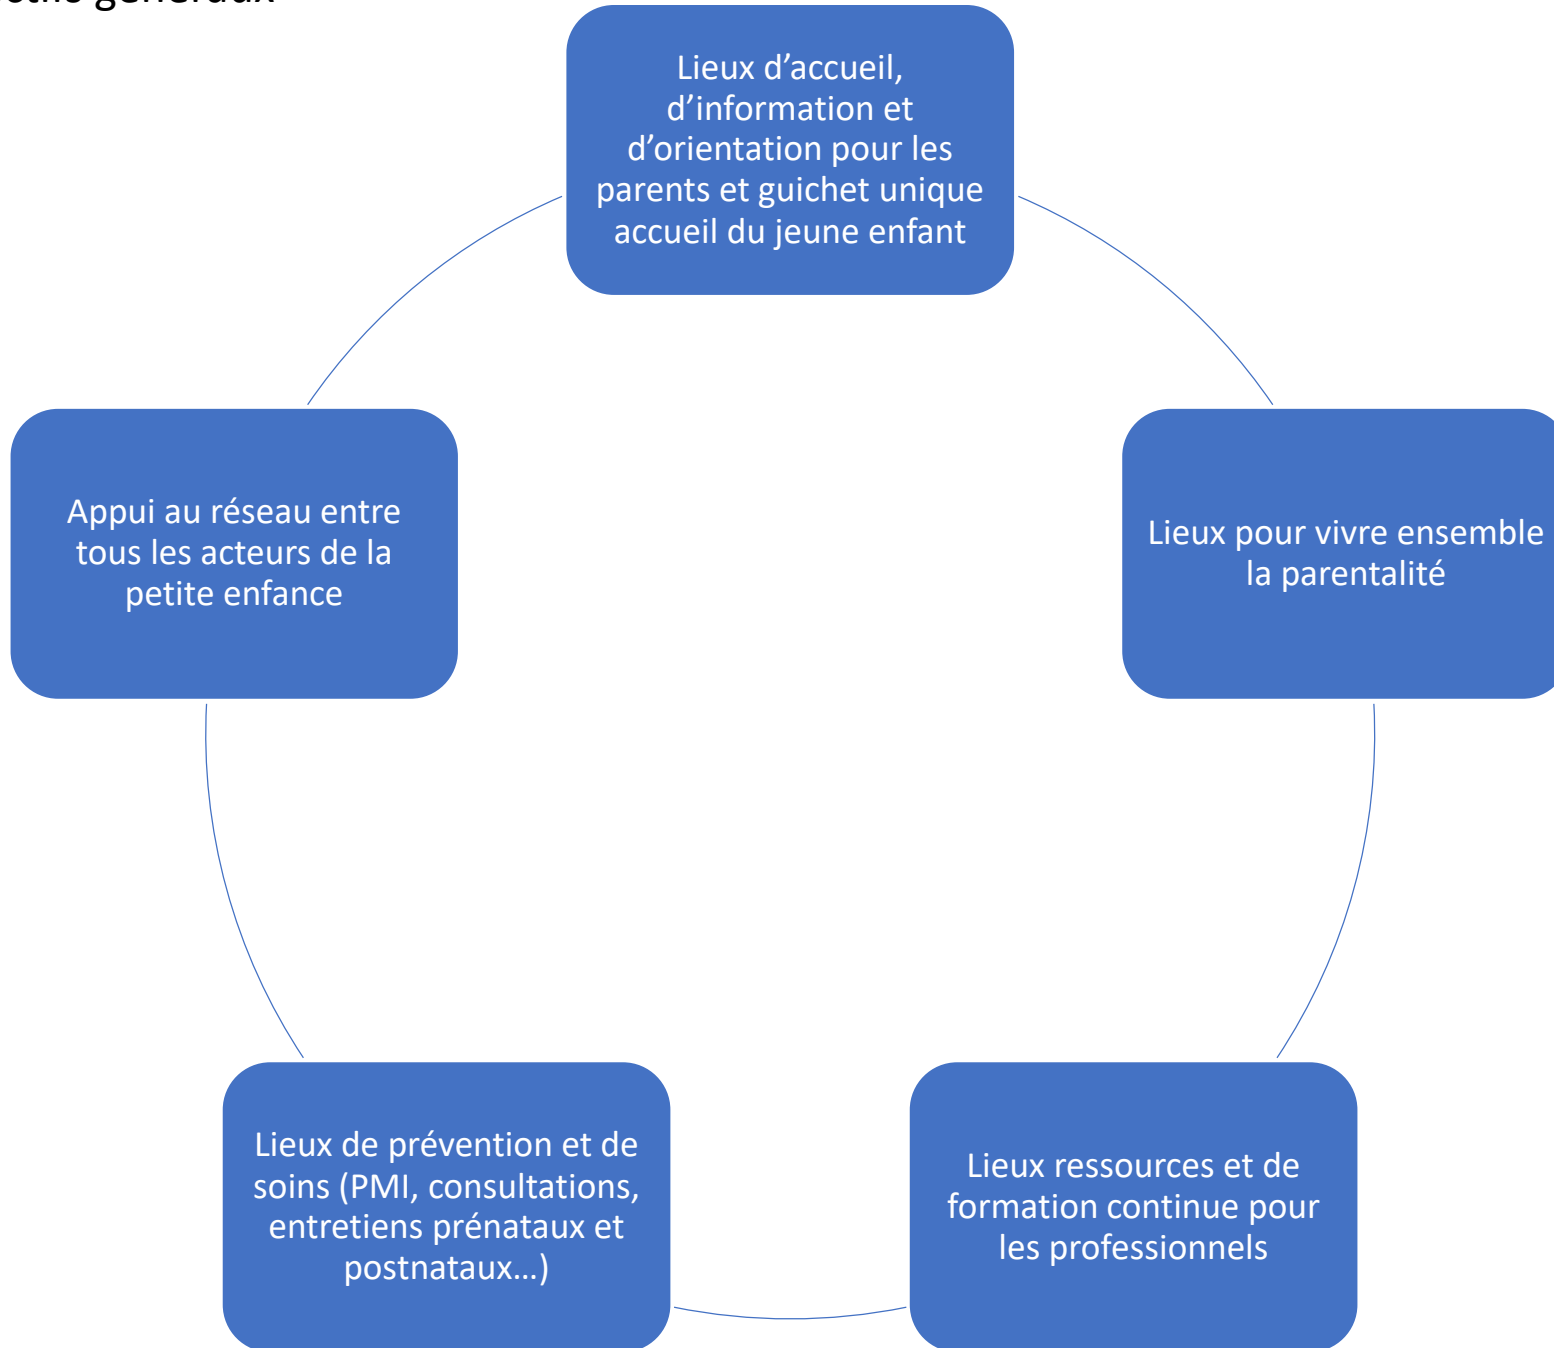 généraux
Lieux d’accueil,
d’information et
d’orientation pour les
parents et guichet unique
accueil du jeune enfant
Lieux pour vivre ensemble
la parentalité
Lieux ressources et de
formation continue pour
les professionnels
Lieux de prévention et de
soins (PMI, consultations,
entretiens prénataux et
postnataux…)
Appui au réseau entre
tous les acteurs de la
petite enfance